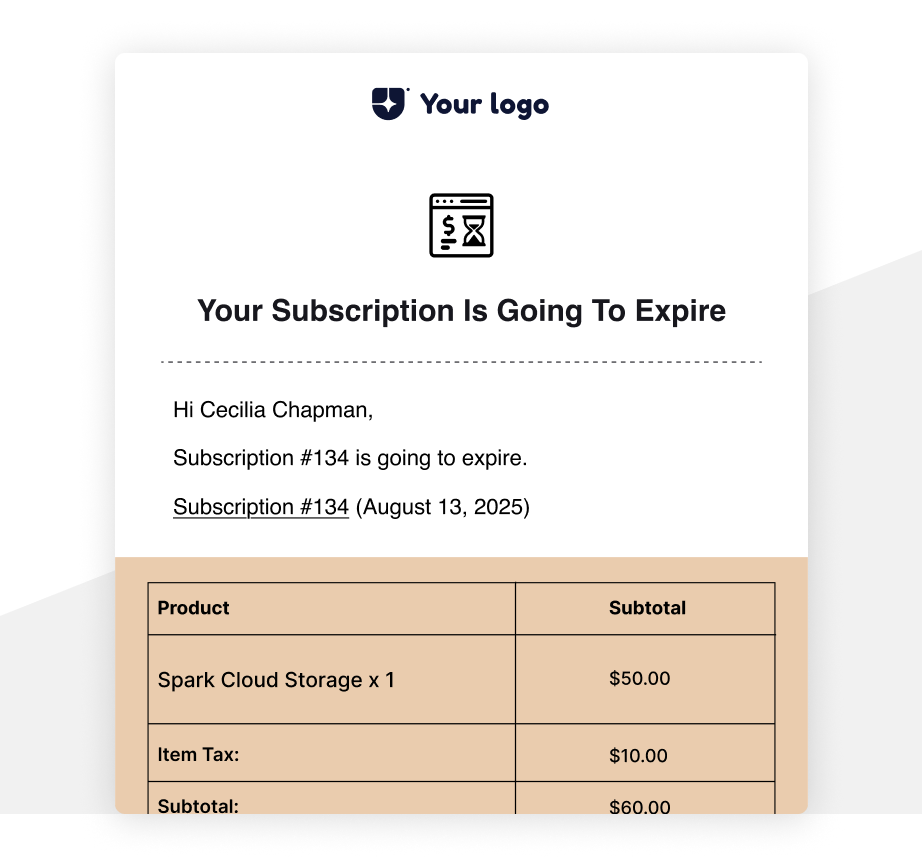 Your logo
$
Your Subscription Is Going To Expire
Hi Cecilia Chapman,
Subscription #134 is going to expire.
Subscription #134 (August 13, 2025)
Product Subtotal
Spark Cloud Storage x 1 $50.00
Item Tax: $10.00
Subtotal: $60.00